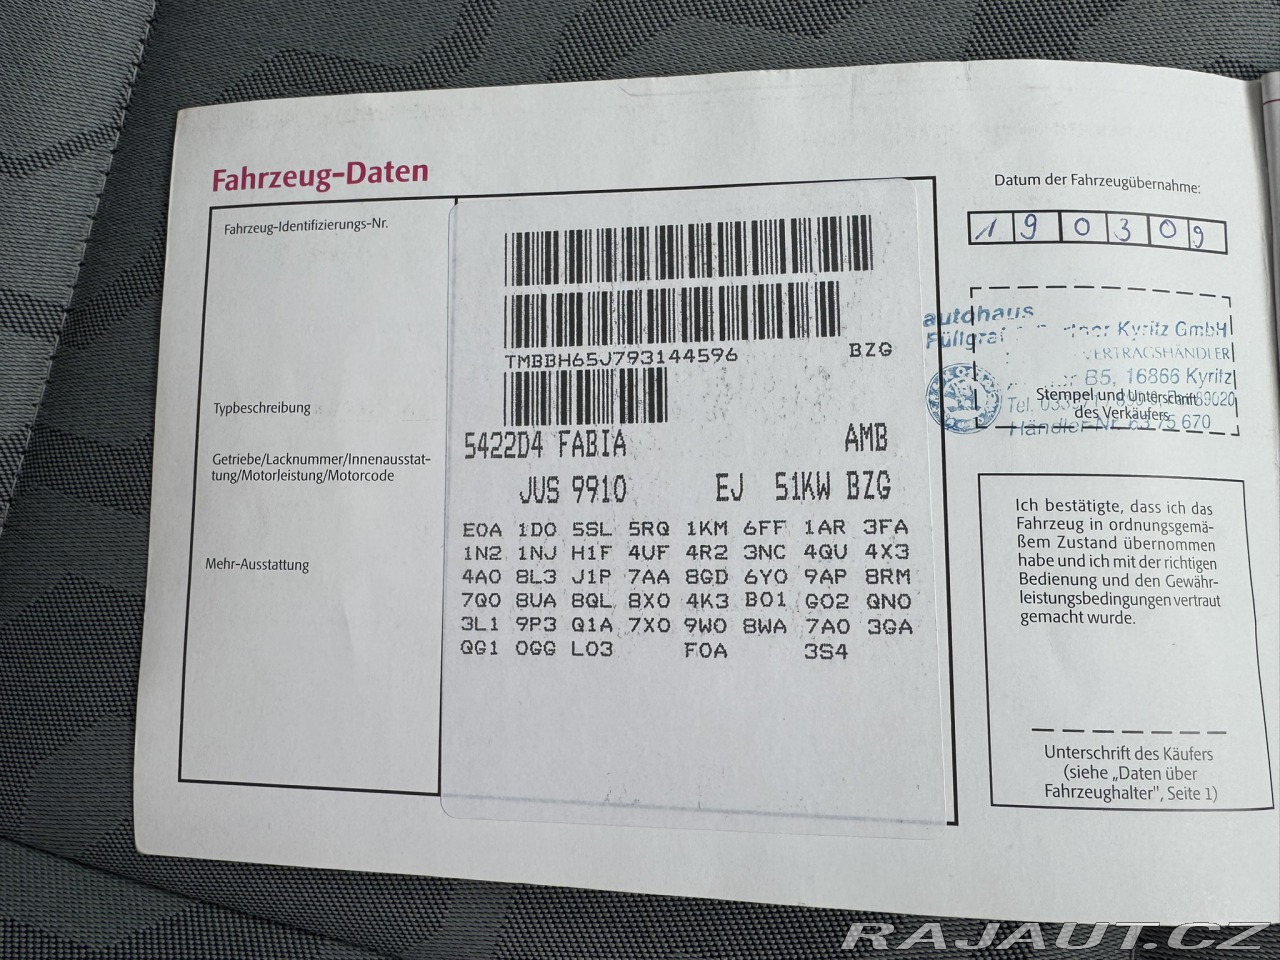 Fahrzeug-Daten
Fahrzeug-Identifizierungs-Nr.
TMBBH65J793144596 BZG
Typbeschreibung
5422D4 FABIA AMB
Getriebe/Lacknummer/Innenausstat-
tung/Motorleistung/Motorcode
JUS 9910 EJ 51KW BZG
Mehr-Ausstattung
E0A 1D0 5SL 5RQ 1KM 6FF 1AR 3FA
1N2 1NJ H1F 4UF 4R2 3NC 4QU 4X3
4A0 8L3 J1P 7AA 8GD 6Y0 9AP 8RM
7Q0 8UA 8QL 8X0 4K3 B01 G02 QN0
3L1 9P3 Q1A 7X0 9W0 8WA 7A0 3GA
QG1 0GG L03 F0A 3S4
Datum der Fahrzeugübernahme:
190309
autohaus
Füllgraf Kyritz GmbH
VERTRAGSHÄNDLER
B5, 16866 Kyritz
Tel.
Stempel und Unterschrift
des Verkäufers
Händler-Nr. 670
Ich bestätigte, dass ich das
Fahrzeug in ordnungsgemä-
ßem Zustand übernommen
habe und ich mit der richtigen
Bedienung und den Gewähr-
leistungsbedingungen vertraut
gemacht wurde.
Unterschrift des Käufers
(siehe „Daten über
Fahrzeughalter", Seite 1)
RAJAUT.CZ